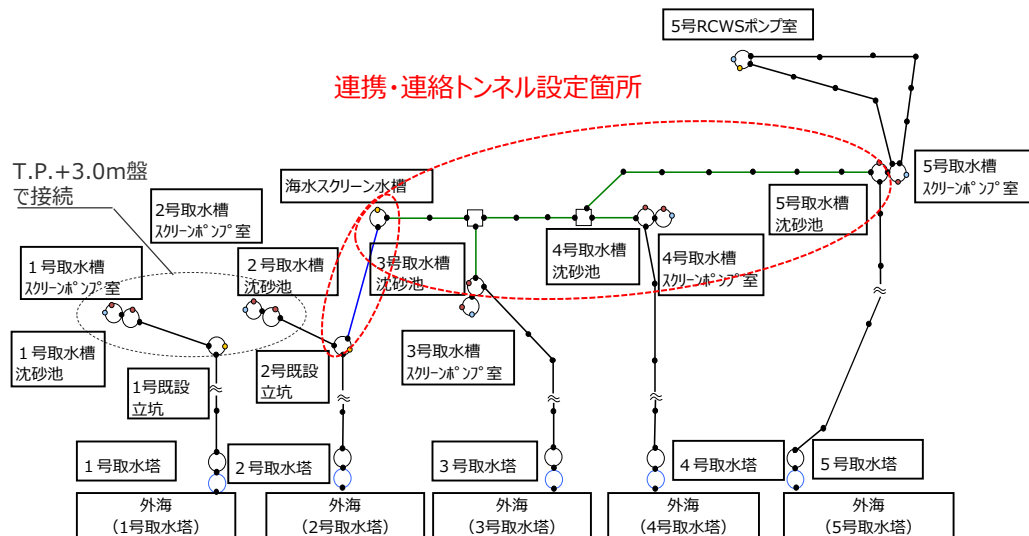 5号RCWSポンプ室
連携・連絡トンネル設定箇所
T.P.+3.0m盤
で接続
2号取水槽
スクリーンポンプ室
海水スクリーン水槽
5号取水槽
スクリーンポンプ室
1号取水槽
スクリーンポンプ室
2号取水槽
沈砂池
3号取水槽
沈砂池
4号取水槽
沈砂池
4号取水槽
スクリーンポンプ室
5号取水槽
沈砂池
1号取水槽
沈砂池
1号既設
立坑
2号既設
立坑
3号取水槽
スクリーンポンプ室
1号取水塔
2号取水塔
3号取水塔
4号取水塔
5号取水塔
外海
(1号取水塔)
外海
(2号取水塔)
外海
(3号取水塔)
外海
(4号取水塔)
外海
(5号取水塔)